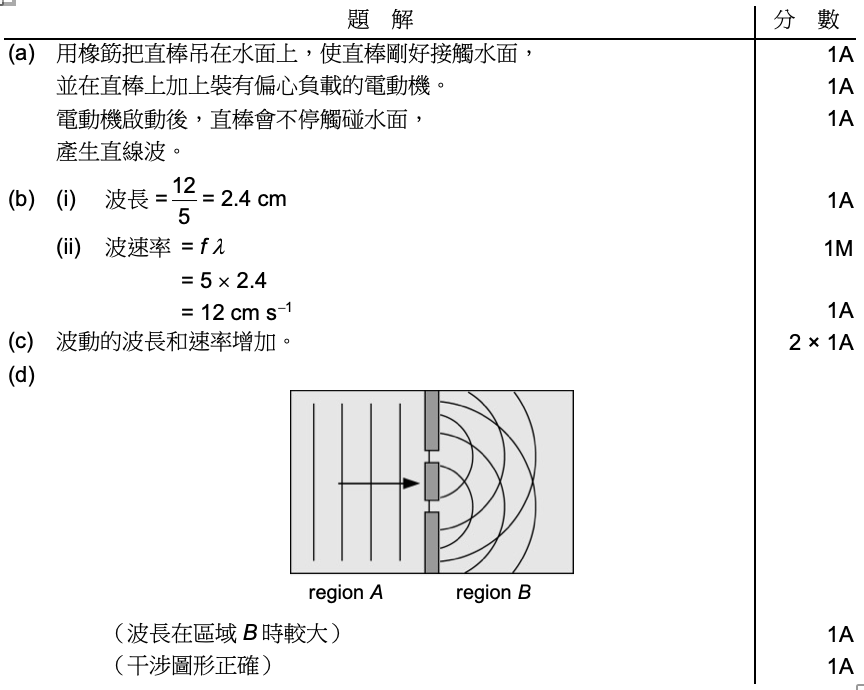 題 解 分 數
(a) 用橡筋把直棒吊在水面上，使直棒剛好接觸水面， 1A
並在直棒上加上裝有偏心負載的電動機。 1A
電動機啟動後，直棒會不停觸碰水面， 1A
產生直線波。
(b) (i) 波長 = 12/5 = 2.4 cm 1A
(ii) 波速率 = f λ 1M
= 5 × 2.4
= 12 cm s⁻¹ 1A
(c) 波動的波長和速率增加。 2 × 1A
(d)
region A region B
（波長在區域 B 時較大） 1A
（干涉圖形正確） 1A